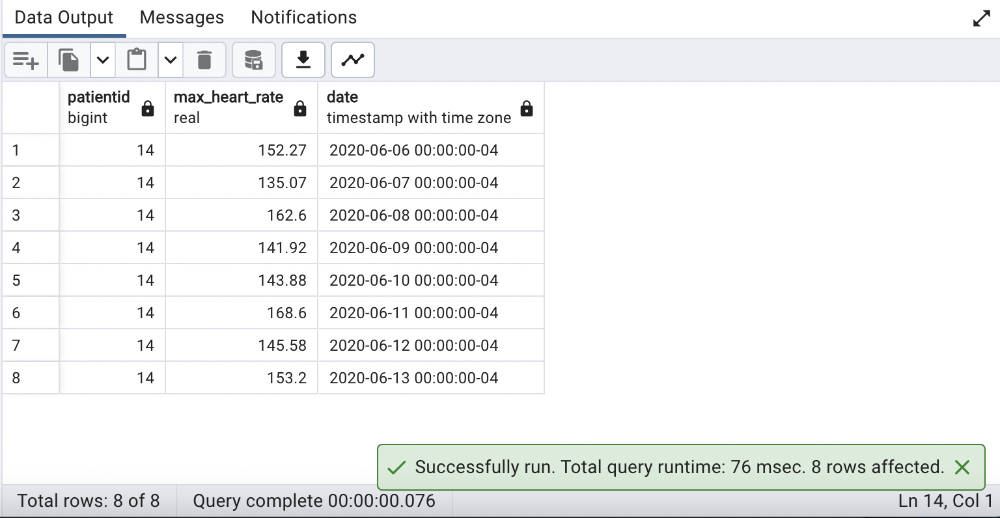 Data Output Messages Notifications
patientid max_heart_rate date
bigint real timestamp with time zone
1 14 152.27 2020-06-06 00:00:00-04
2 14 135.07 2020-06-07 00:00:00-04
3 14 162.6 2020-06-08 00:00:00-04
4 14 141.92 2020-06-09 00:00:00-04
5 14 143.88 2020-06-10 00:00:00-04
6 14 168.6 2020-06-11 00:00:00-04
7 14 145.58 2020-06-12 00:00:00-04
8 14 153.2 2020-06-13 00:00:00-04
Successfully run. Total query runtime: 76 msec. 8 rows affected.
Total rows: 8 of 8 Query complete 00:00:00.076 Ln 14, Col 1